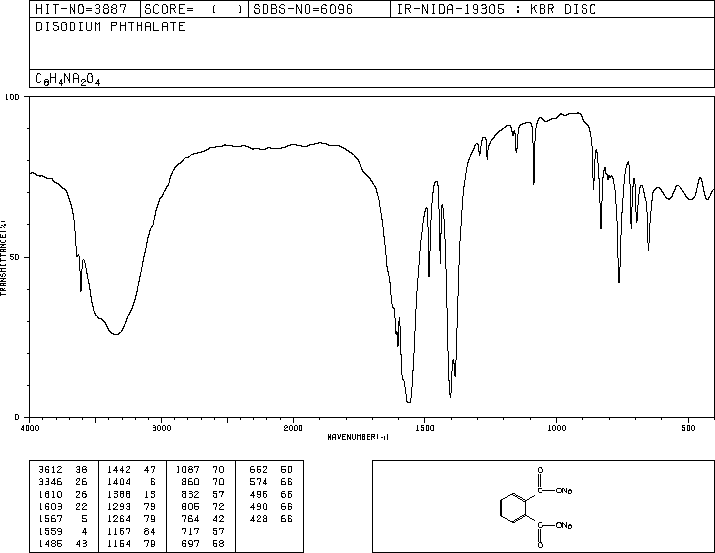 HIT-NO=3887 SCORE= ( ) SDBS-NO=6096 IR-NIDA-19305 : KBR DISC
DISODIUM PHTHALATE
C8H4NA2O4
100
50
0
TRANSMITTANCE(%)
4000 3000 2000 1500 1000 500
WAVENUMBER(-1)
3612 38 1442 47 1087 70 652 50
3346 26 1404 6 860 70 574 66
1610 26 1388 13 832 57 496 66
1603 22 1293 79 805 72 490 66
1567 5 1264 79 764 42 428 66
1559 4 1167 84 717 57
1485 43 1154 79 697 58
O
C—ONa
C—ONa
O